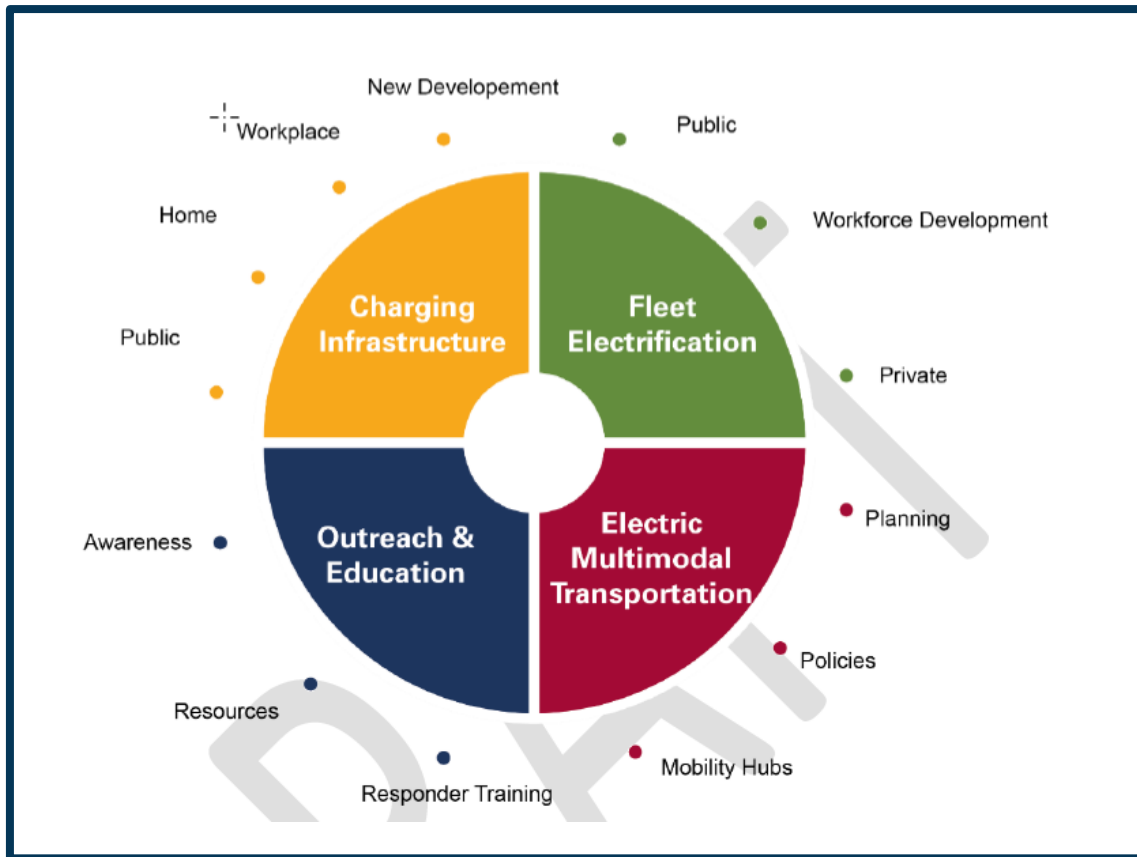 New Developement
Public
Workplace
Workforce Development
Home
Charging
Infrastructure
Fleet
Electrification
Public
Private
Planning
Outreach &
Education
Electric
Multimodal
Transportation
Awareness
Policies
Resources
Mobility Hubs
Responder Training